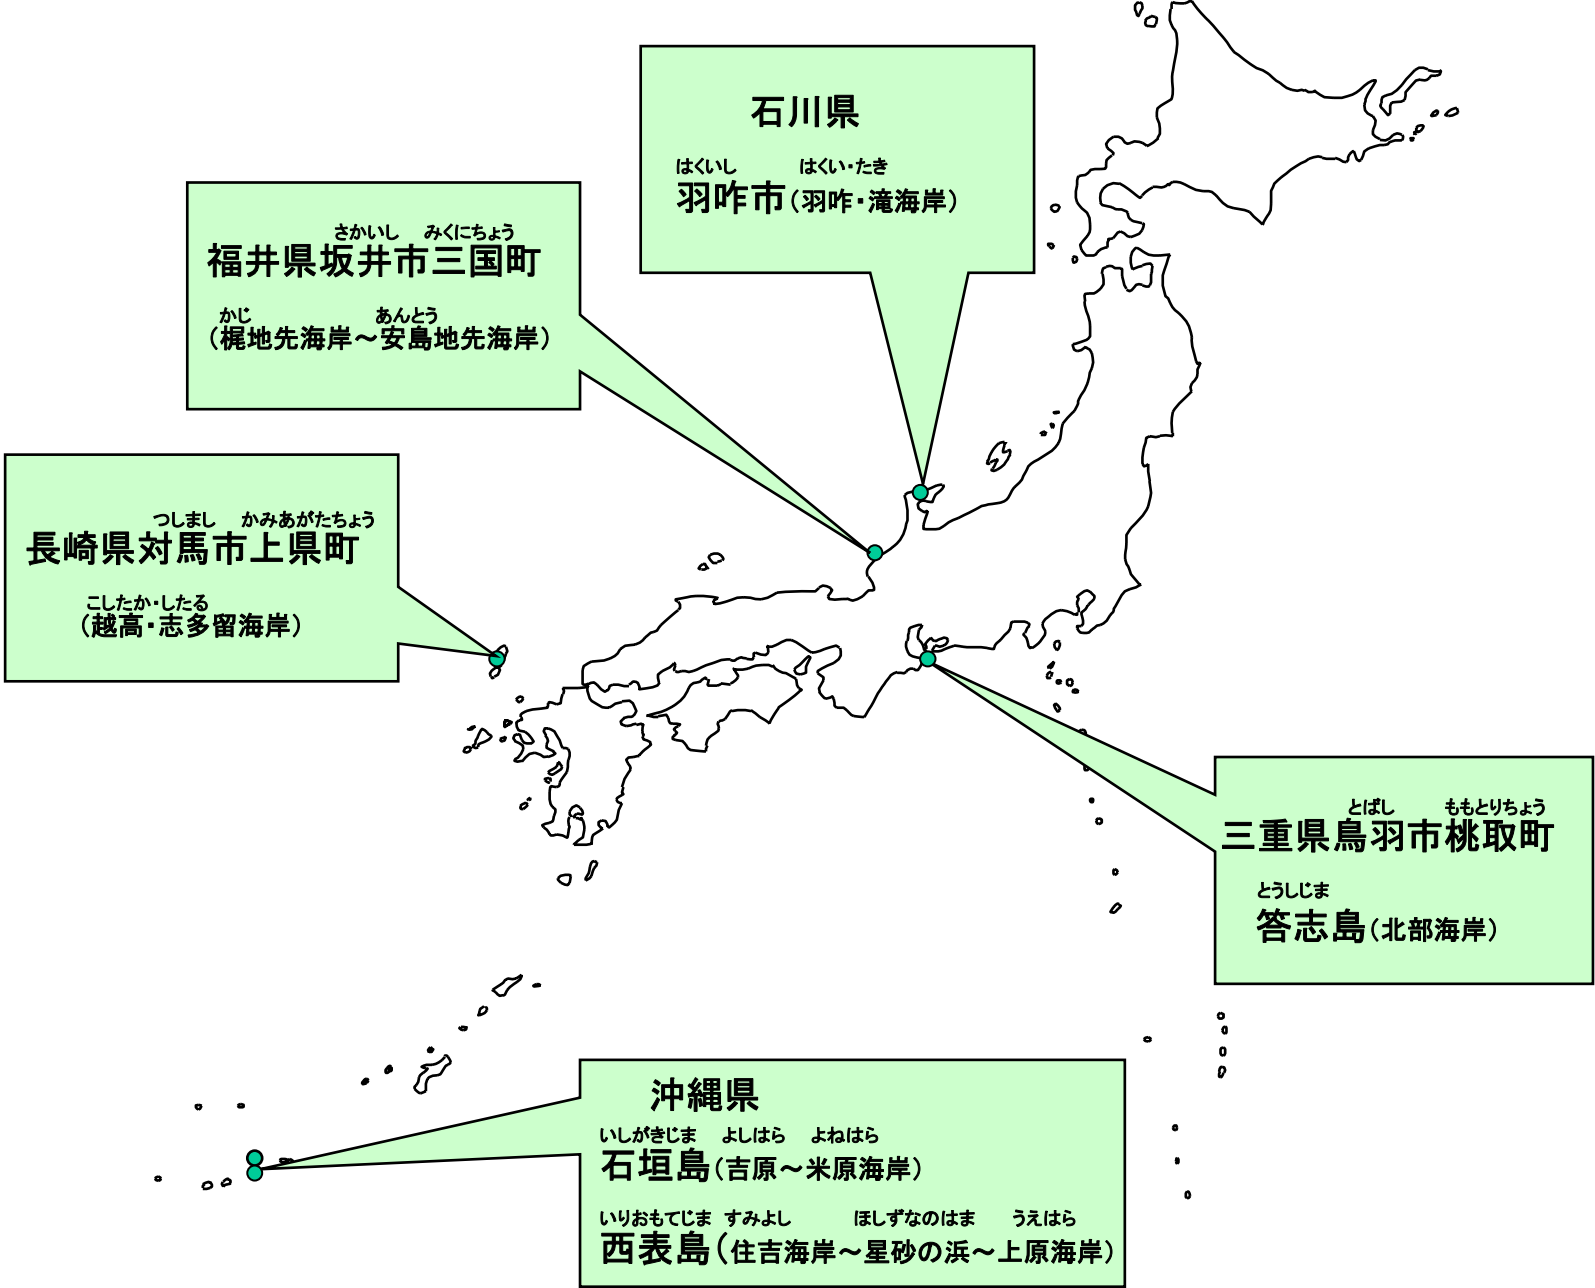 石川県
はくいし はくい・たき
羽咋市（羽咋・滝海岸）
さかいし みくにちょう
福井県坂井市三国町
かじ あんとう
（梶地先海岸～安島地先海岸）
つしまし かみあがたちょう
長崎県対馬市上県町
こしたか・したる
（越高・志多留海岸）
とばし ももとりちょう
三重県鳥羽市桃取町
とうしじま
答志島（北部海岸）
沖縄県
いしがきじま よしはら よねはら
石垣島（吉原～米原海岸）
いりおもてじま すみよし ほしずなのはま うえはら
西表島（住吉海岸～星砂の浜～上原海岸）